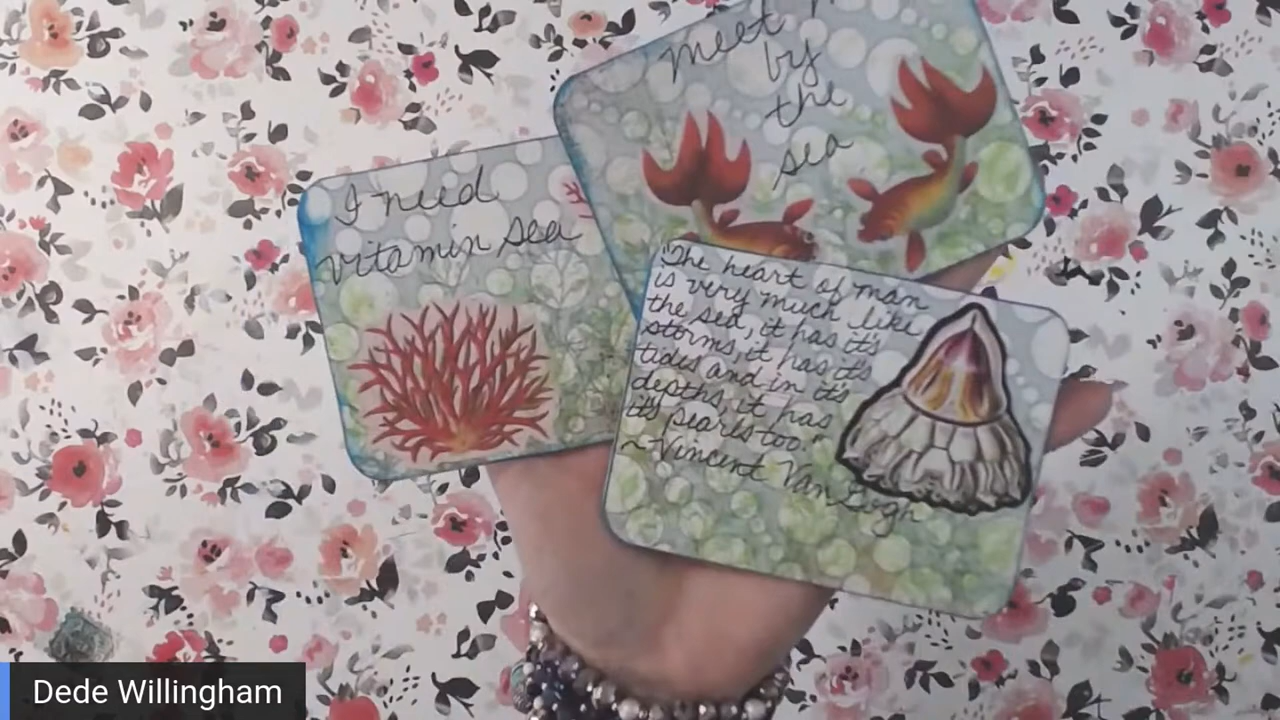 meet
by
the
sea
I need
vitamin sea
"The heart of man
is very much like
the sea, it has it's
storms, it has it's
tides and in it's
depths, it has
it's pearls too."
~Vincent Van Gogh
Dede Willingham